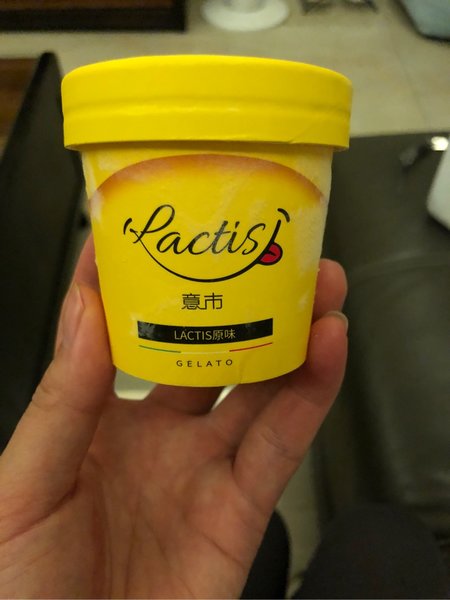 Lactis
意市
LACTIS原味
GELATO